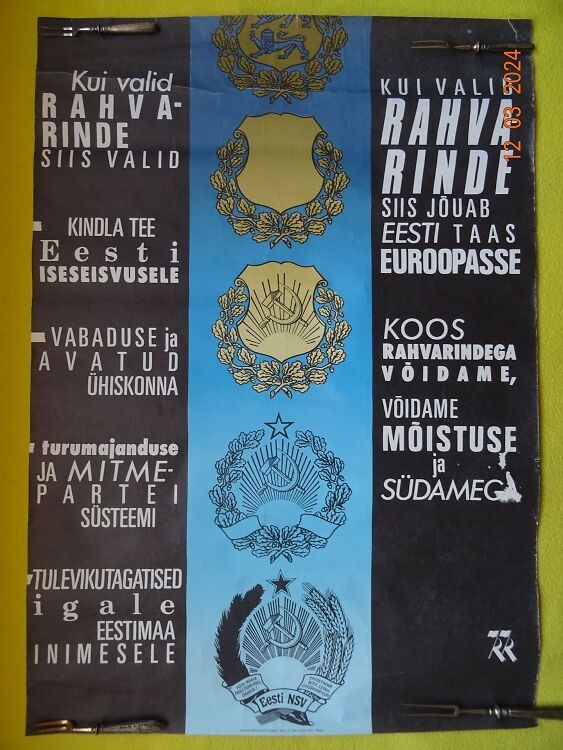 Kui valid
RAHVA-
RINDE
SIIS VALID
KINDLA TEE
Eesti
ISESEISVUSELE
VABADUSE ja
AVATUD
ÜHISKONNA
turumajanduse
JA MITME-
PARTEI
SÜSTEEMI
TULEVIKUTAGATISED
igale
EESTIMAA
INIMESELE
Eesti NSV
KUI VALI
RAHVA
RINDE
SIIS JÕUAB
EESTI TAAS
EUROOPASSE
KOOS
RAHVARINDEGA
VÕIDAME,
VÕIDAME
MÕISTUSE
ja
SÜDAMEG
RR
12 03 2024